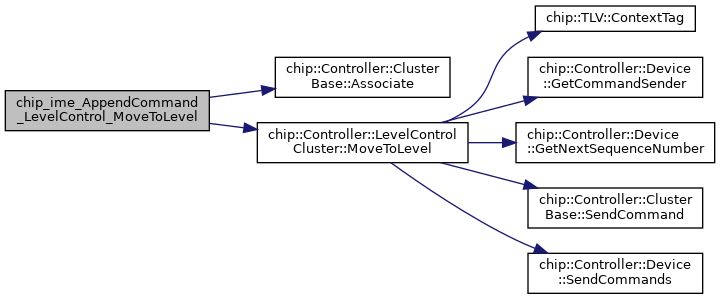 chip_ime_AppendCommand
_LevelControl_MoveToLevel
chip::Controller::Cluster
Base::Associate
chip::Controller::LevelControl
Cluster::MoveToLevel
chip::TLV::ContextTag
chip::Controller::Device
::GetCommandSender
chip::Controller::Device
::GetNextSequenceNumber
chip::Controller::Cluster
Base::SendCommand
chip::Controller::Device
::SendCommands